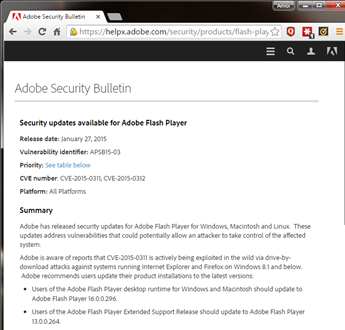 Amol
Adobe Security Bulletin
https://helpx.adobe.com/security/products/flash-play
Adobe Security Bulletin
Security updates available for Adobe Flash Player
Release date: January 27, 2015
Vulnerability identifier: APSB15-03
Priority: See table below
CVE number: CVE-2015-0311, CVE-2015-0312
Platform: All Platforms
Summary
Adobe has released security updates for Adobe Flash Player for Windows, Macintosh and Linux. These
updates address vulnerabilities that could potentially allow an attacker to take control of the affected
system.
Adobe is aware of reports that CVE-2015-0311 is actively being exploited in the wild via drive-by-
download attacks against systems running Internet Explorer and Firefox on Windows 8.1 and below.
Adobe recommends users update their product installations to the latest versions:
• Users of the Adobe Flash Player desktop runtime for Windows and Macintosh should update to
Adobe Flash Player 16.0.0.296.
• Users of the Adobe Flash Player Extended Support Release should update to Adobe Flash Player
13.0.0.264.